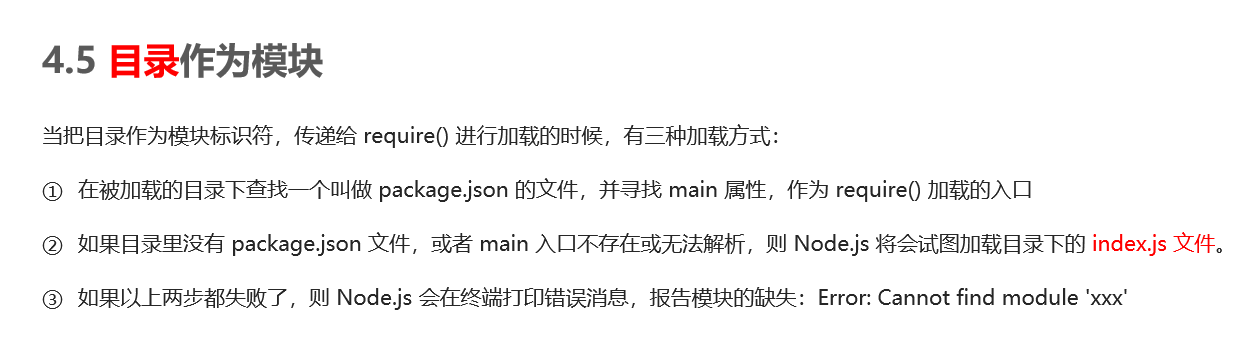 4.5 目录作为模块
当把目录作为模块标识符，传递给 require() 进行加载的时候，有三种加载方式：
① 在被加载的目录下查找一个叫做 package.json 的文件，并寻找 main 属性，作为 require() 加载的入口
② 如果目录里没有 package.json 文件，或者 main 入口不存在或无法解析，则 Node.js 将会试图加载目录下的 index.js 文件。
③ 如果以上两步都失败了，则 Node.js 会在终端打印错误消息，报告模块的缺失：Error: Cannot find module 'xxx'